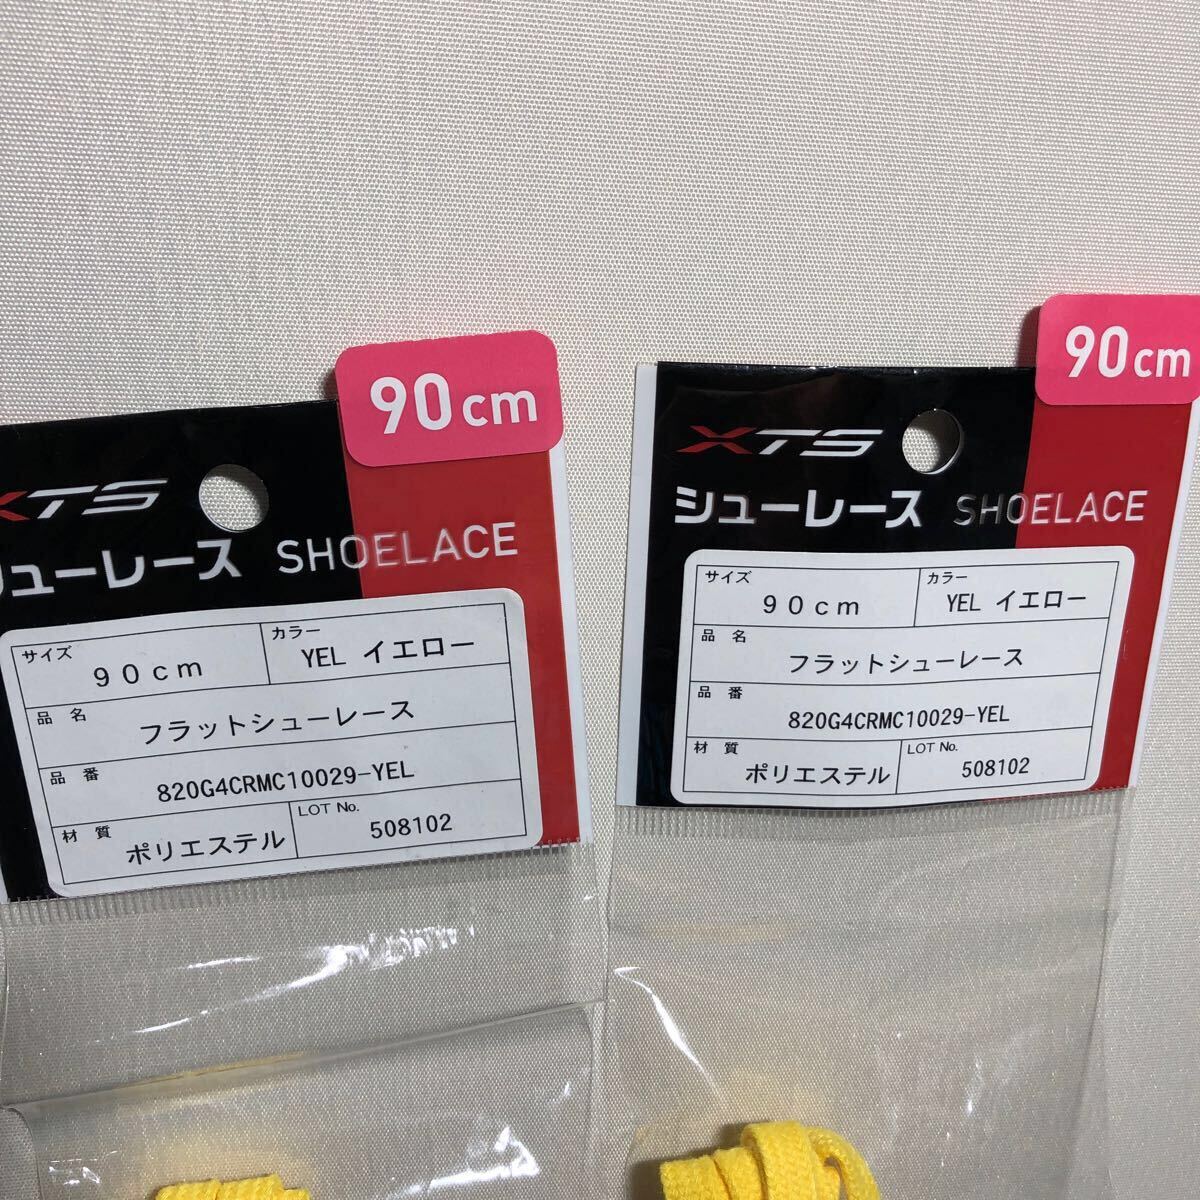 90cm
XTS
シューレース SHOELACE
サイズ 90cm カラー YEL イエロー
品名 フラットシューレース
品番 820G4CRMC10029-YEL
材質 ポリエステル LOT No. 508102
90cm
XTS
シューレース SHOELACE
サイズ 90cm カラー YEL イエロー
品名 フラットシューレース
品番 820G4CRMC10029-YEL
材質 ポリエステル LOT No. 508102